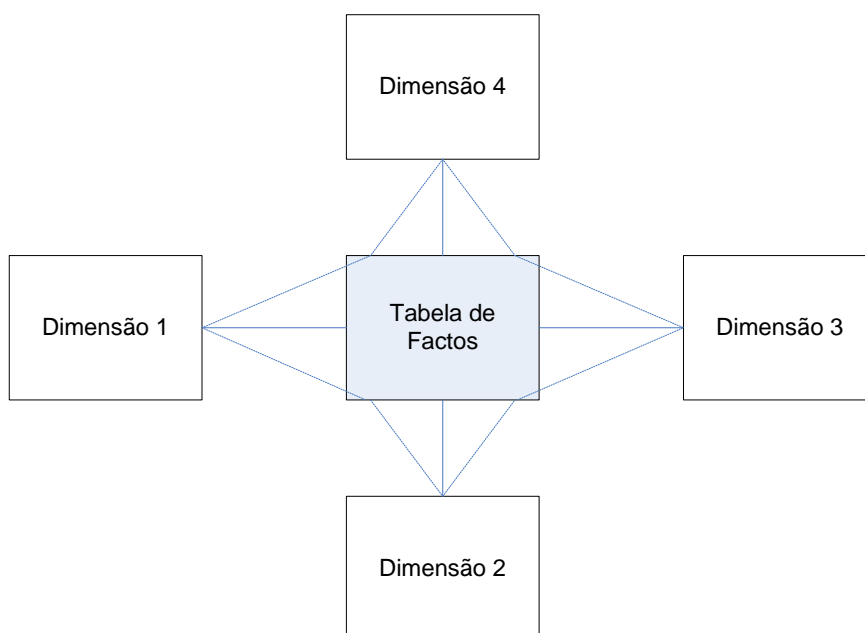 Dimensão 4
Dimensão 1
Tabela de
Factos
Dimensão 3
Dimensão 2